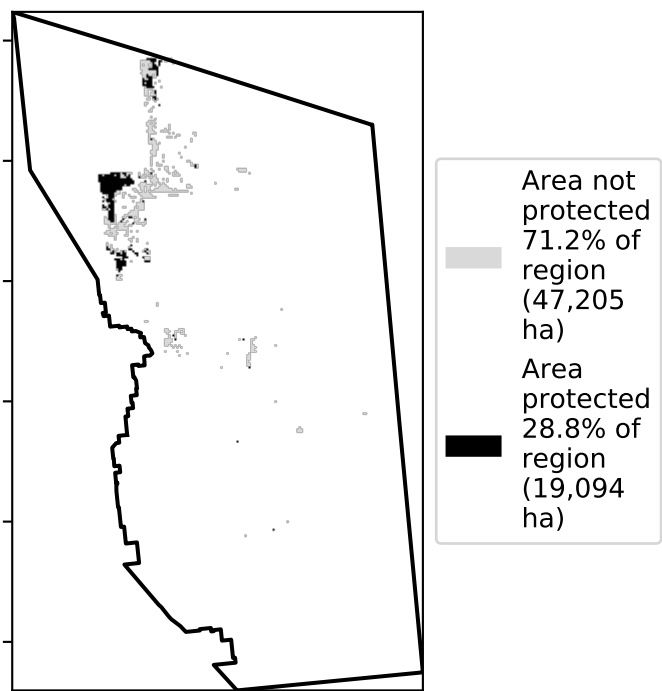 Area not
protected
71.2% of
region
(47,205
ha)
Area
protected
28.8% of
region
(19,094
ha)